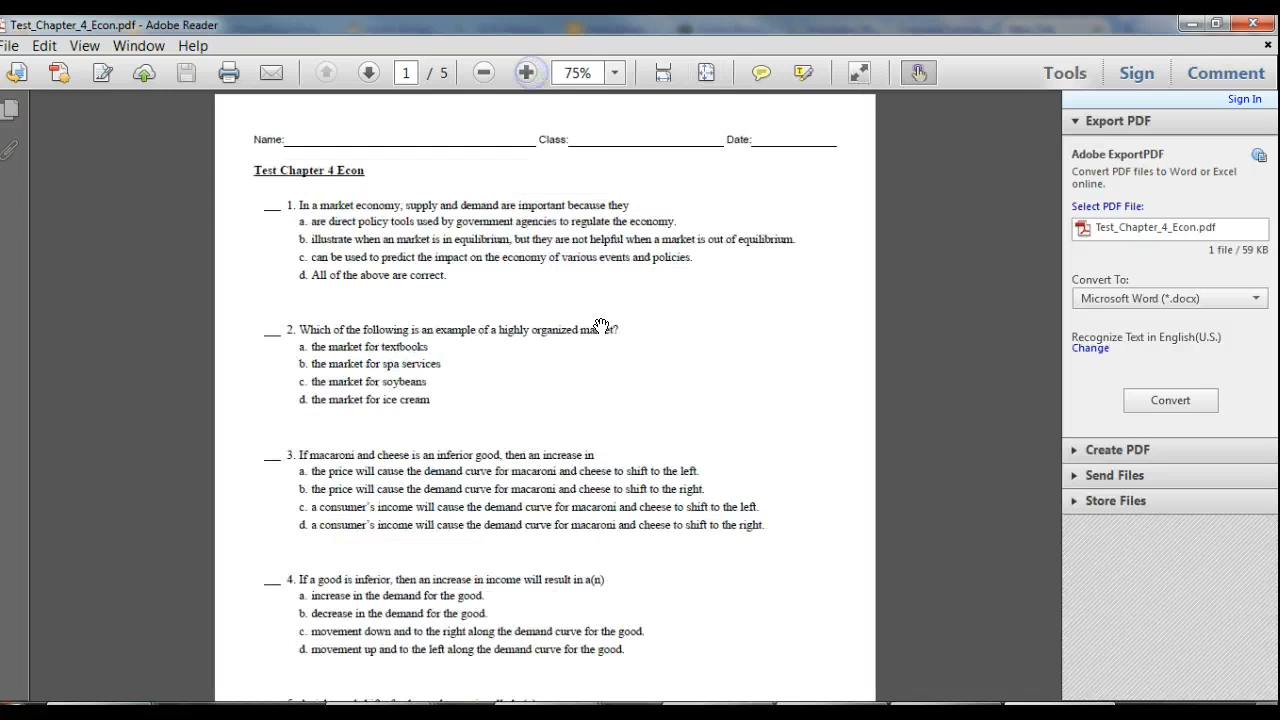 Test_Chapter_4_Econ.pdf - Adobe Reader
File Edit View Window Help
1 / 5 75% Tools Sign Comment
Sign In
Export PDF
Adobe ExportPDF
Convert PDF files to Word or Excel
online.
Select PDF File:
Test_Chapter_4_Econ.pdf
1 file / 59 KB
Convert To:
Microsoft Word (*.docx)
Recognize Text in English(U.S.)
Change
Convert
Create PDF
Send Files
Store Files
Name: Class: Date:
Test Chapter 4 Econ
1. In a market economy, supply and demand are important because they
a. are direct policy tools used by government agencies to regulate the economy.
b. illustrate when an market is in equilibrium, but they are not helpful when a market is out of equilibrium.
c. can be used to predict the impact on the economy of various events and policies.
d. All of the above are correct.
2. Which of the following is an example of a highly organized market?
a. the market for textbooks
b. the market for spa services
c. the market for soybeans
d. the market for ice cream
3. If macaroni and cheese is an inferior good, then an increase in
a. the price will cause the demand curve for macaroni and cheese to shift to the left.
b. the price will cause the demand curve for macaroni and cheese to shift to the right.
c. a consumer's income will cause the demand curve for macaroni and cheese to shift to the left.
d. a consumer's income will cause the demand curve for macaroni and cheese to shift to the right.
4. If a good is inferior, then an increase in income will result in a(n)
a. increase in the demand for the good.
b. decrease in the demand for the good.
c. movement down and to the right along the demand curve for the good.
d. movement up and to the left along the demand curve for the good.